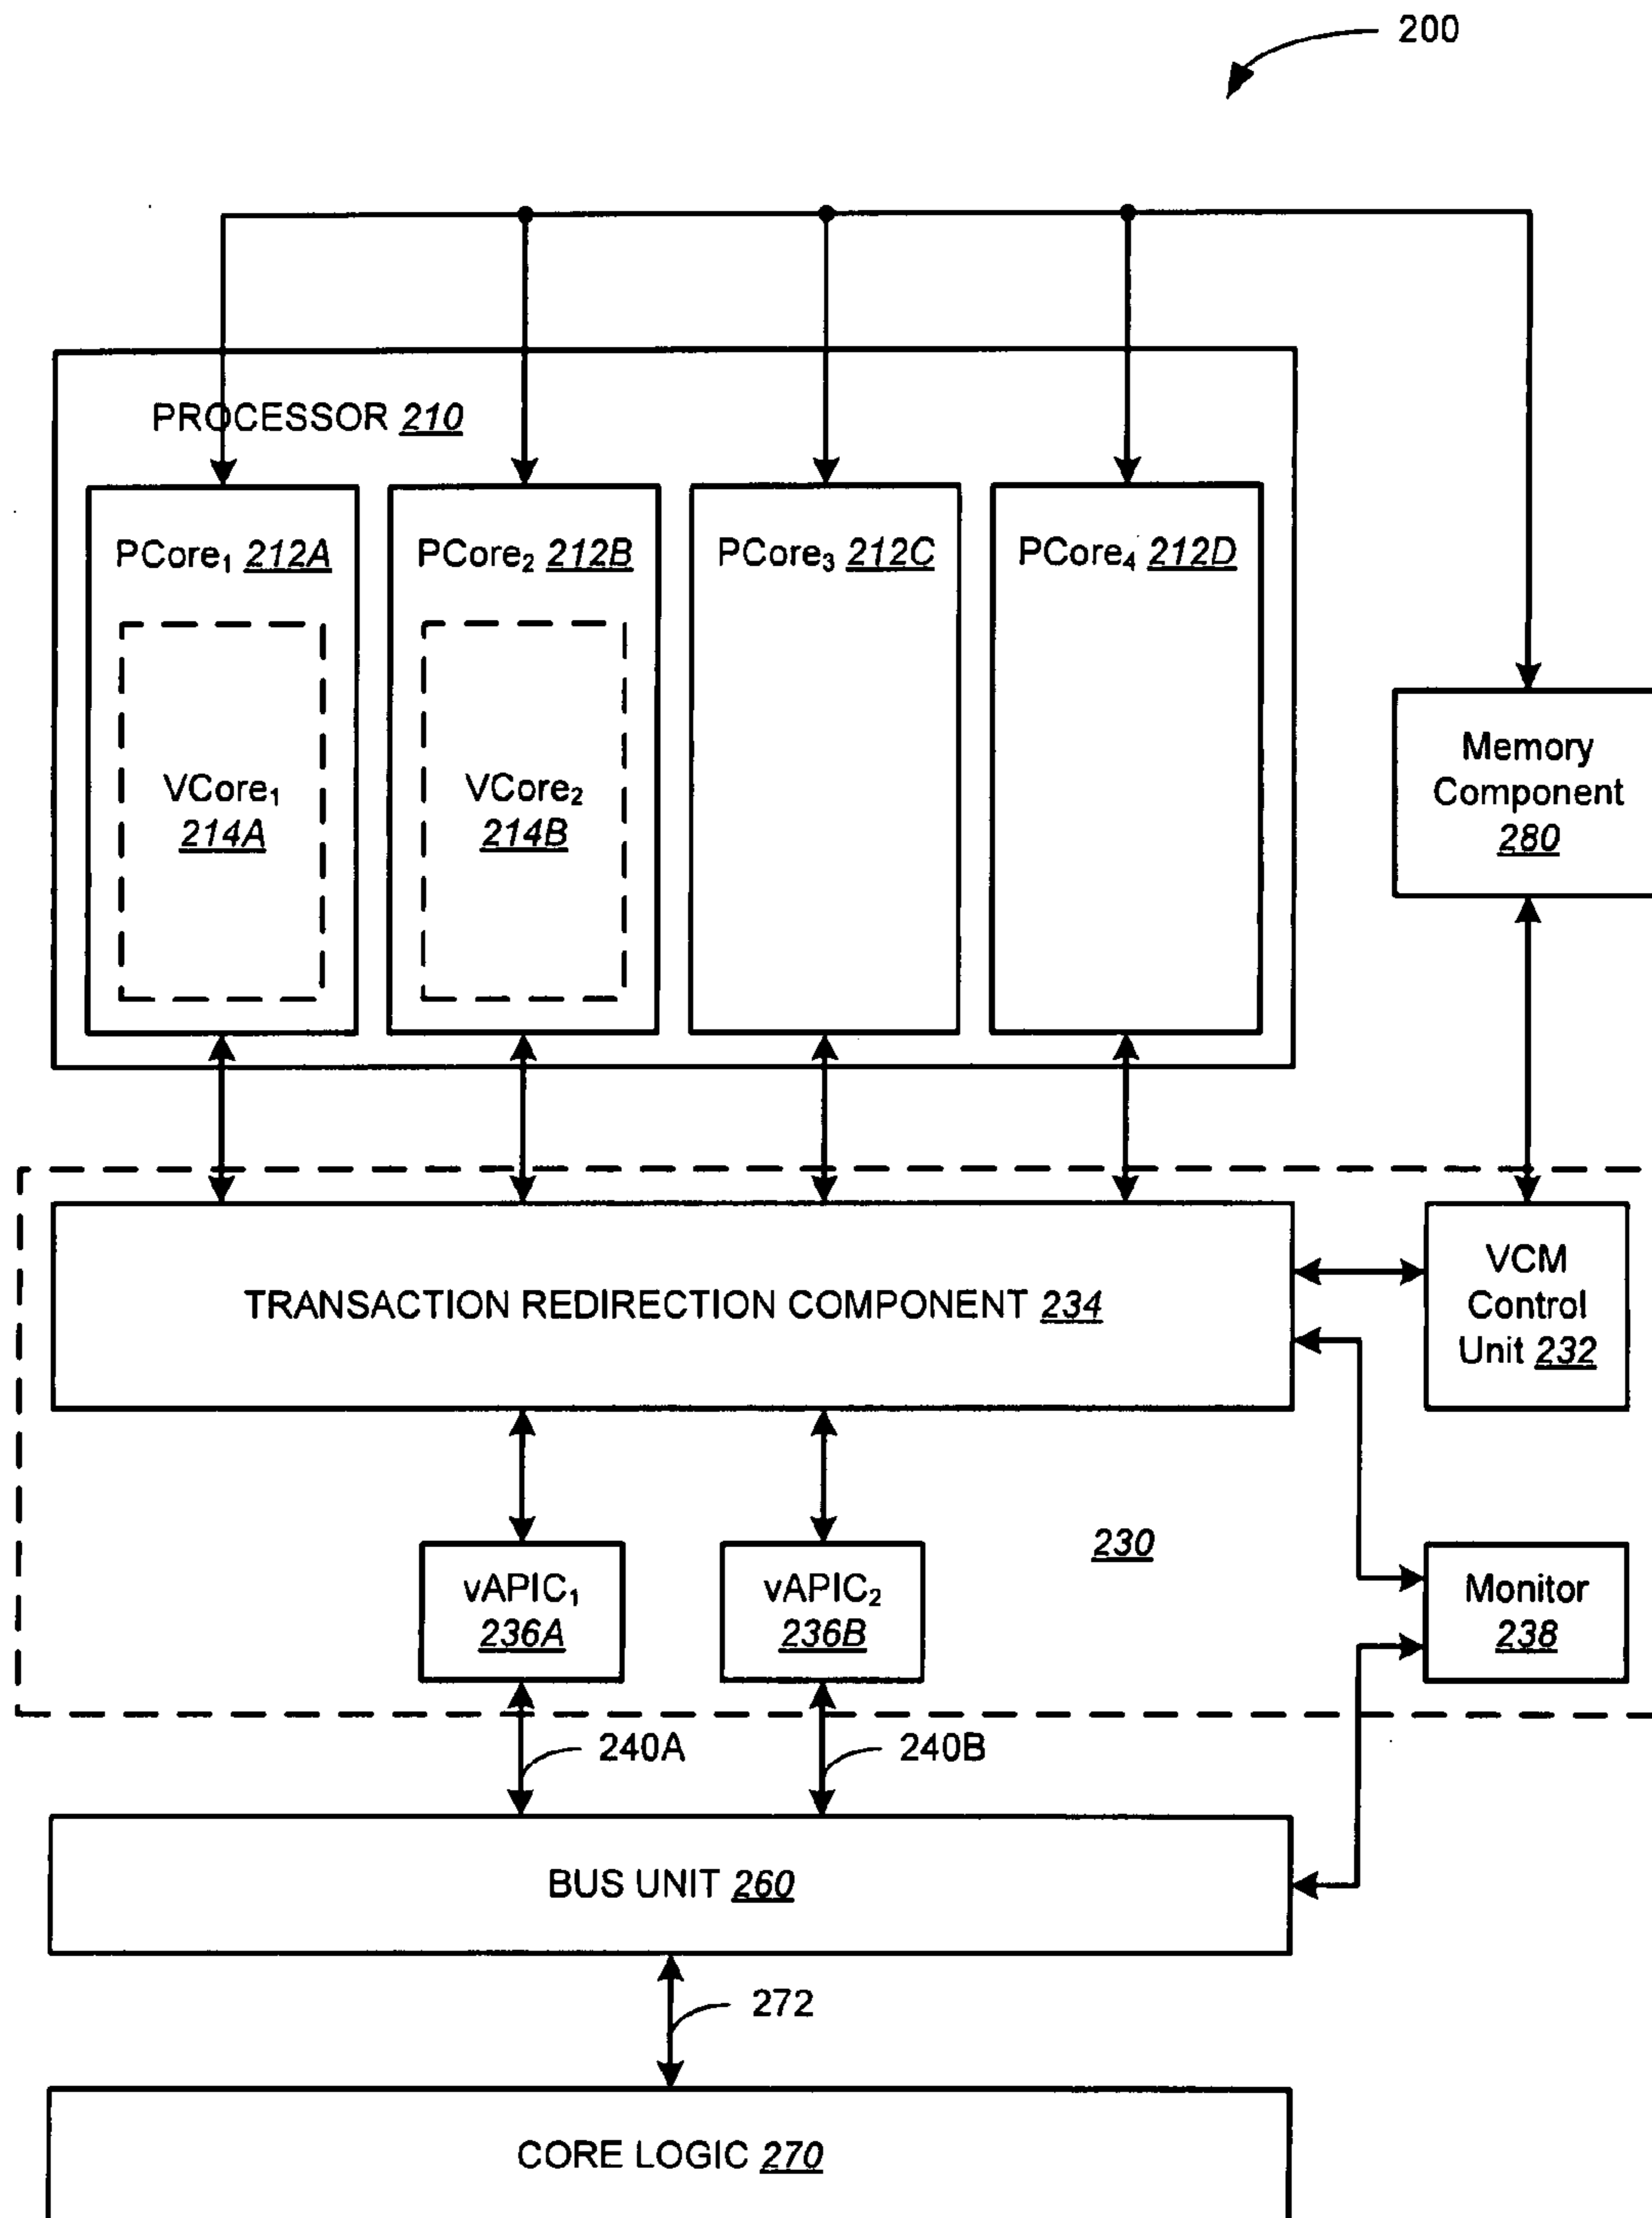 200
PROCESSOR 210
PCore₁ 212A
PCore₂ 212B
PCore₃ 212C
PCore₄ 212D
VCore₁
214A
VCore₂
214B
Memory
Component
280
TRANSACTION REDIRECTION COMPONENT 234
VCM
Control
Unit 232
230
vAPIC₁
236A
vAPIC₂
236B
Monitor
238
240A
240B
BUS UNIT 260
272
CORE LOGIC 270